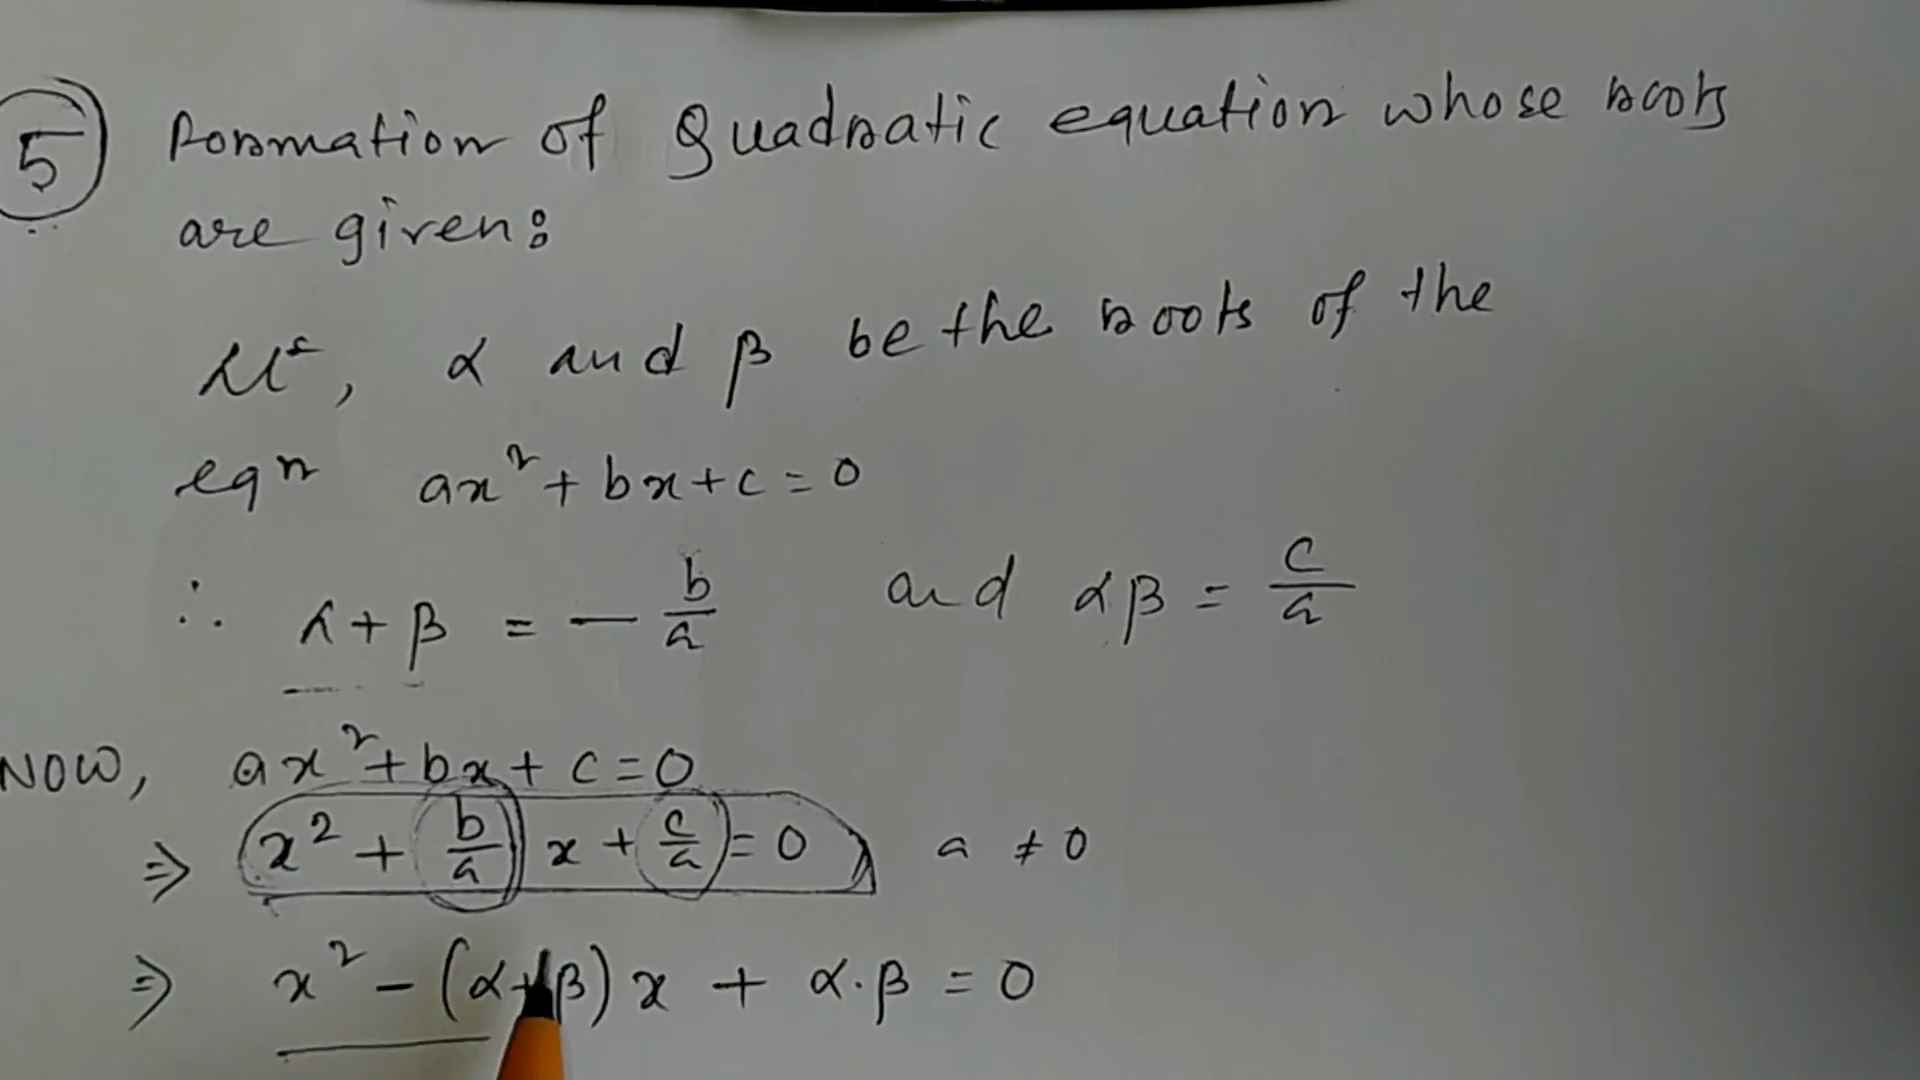 5 Formation of Quadratic equation whose roots
are given:
Let, α and β be the roots of the
eqn ax² + bx + c = 0
∴ α + β = - b/a and αβ = c/a
NOW, ax² + bx + c = 0
⇒ x² + b/a x + c/a = 0 a ≠ 0
⇒ x² - (α+β) x + α.β = 0